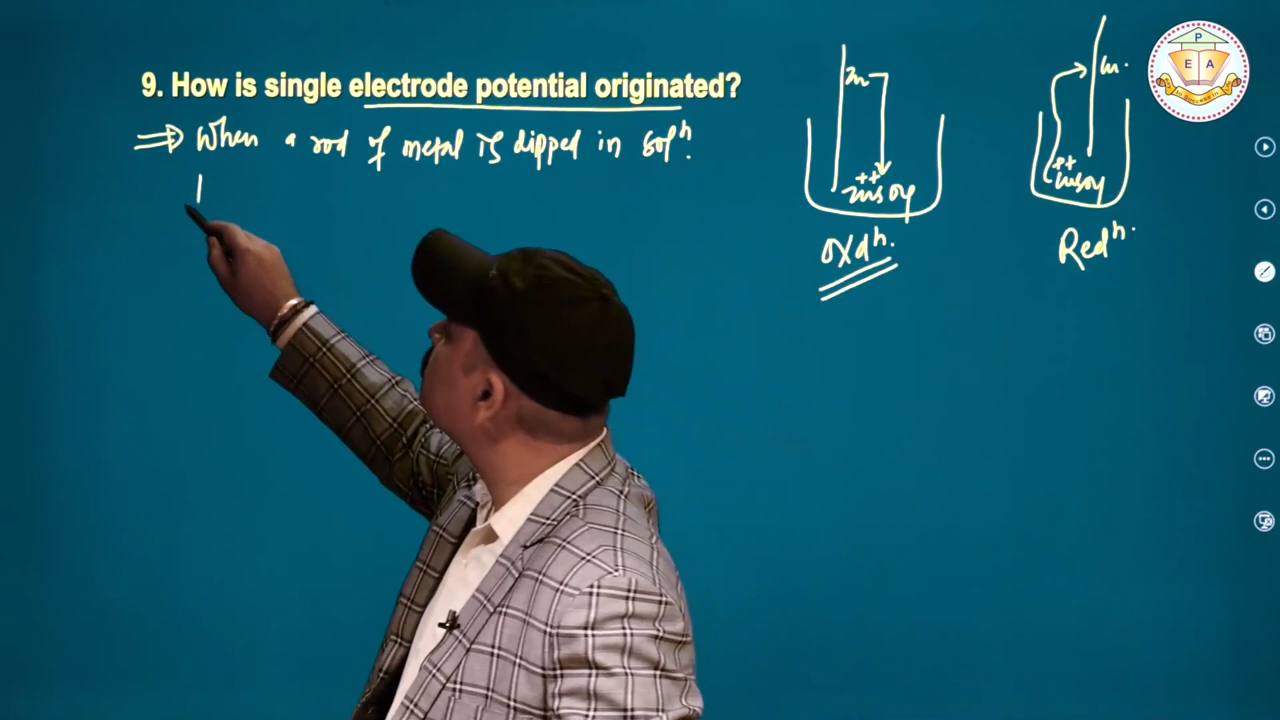 9. How is single electrode potential originated?
⇒ When a rod of metal is dipped in solⁿ.
Zn
++
ZnSO4
Oxdⁿ.
Cu.
++
CuSO4
Redⁿ.
P
E A